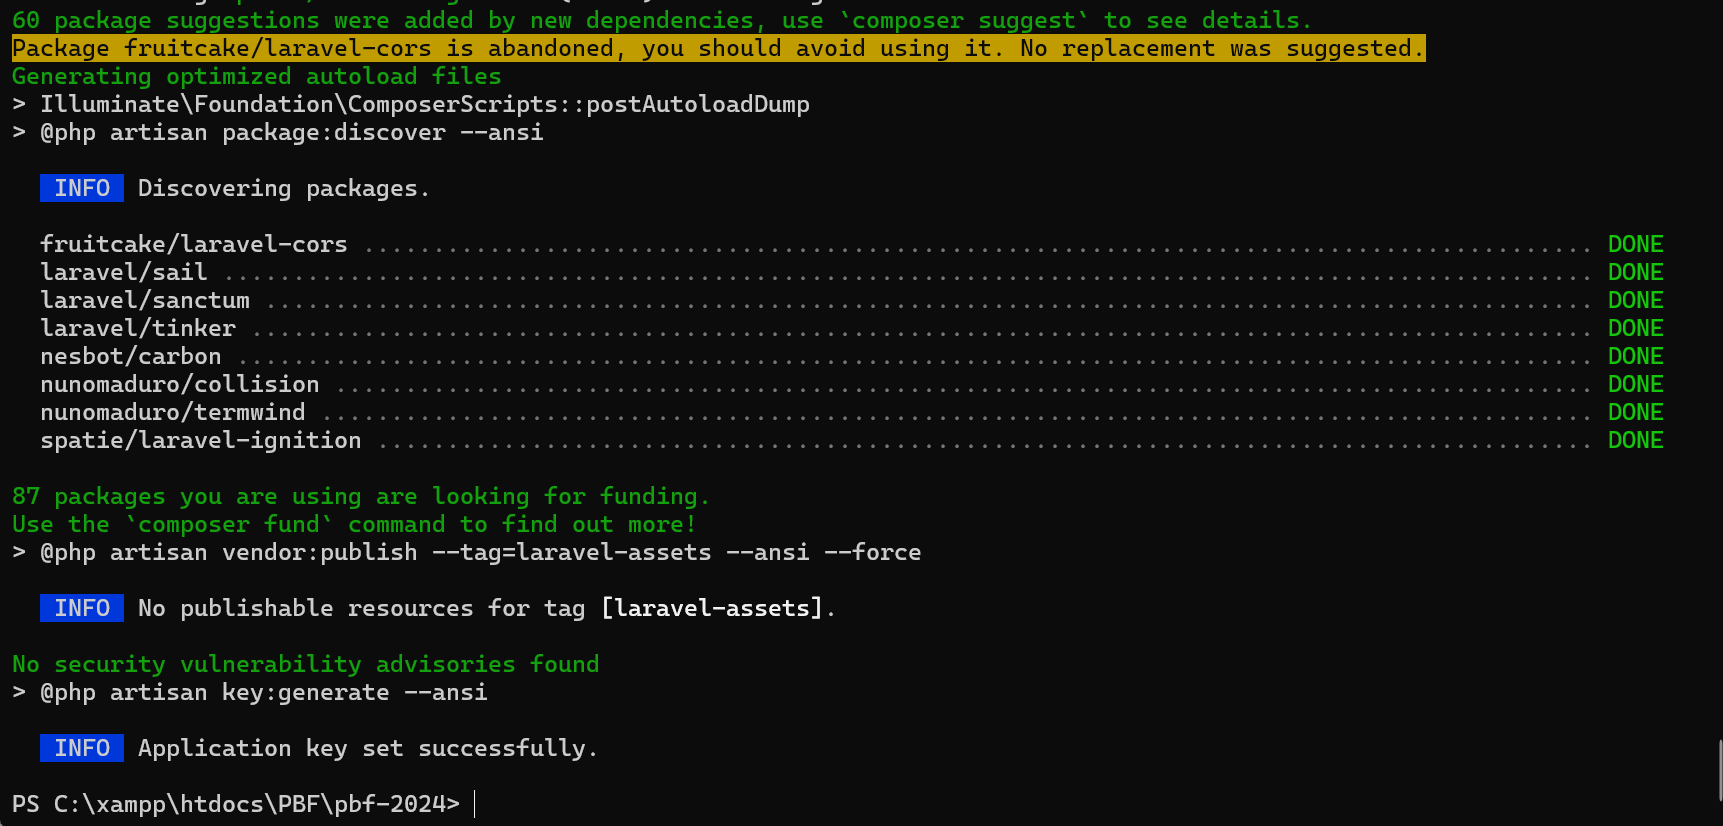 60 package suggestions were added by new dependencies, use `composer suggest` to see details.
Package fruitcake/laravel-cors is abandoned, you should avoid using it. No replacement was suggested.
Generating optimized autoload files
> Illuminate\Foundation\ComposerScripts::postAutoloadDump
> @php artisan package:discover --ansi
INFO Discovering packages.
fruitcake/laravel-cors ........................................................................................ DONE
laravel/sail .................................................................................................. DONE
laravel/sanctum ............................................................................................... DONE
laravel/tinker ................................................................................................ DONE
nesbot/carbon ................................................................................................. DONE
nunomaduro/collision .......................................................................................... DONE
nunomaduro/termwind ........................................................................................... DONE
spatie/laravel-ignition ....................................................................................... DONE
87 packages you are using are looking for funding.
Use the `composer fund` command to find out more!
> @php artisan vendor:publish --tag=laravel-assets --ansi --force
INFO No publishable resources for tag [laravel-assets].
No security vulnerability advisories found
> @php artisan key:generate --ansi
INFO Application key set successfully.
PS C:\xampp\htdocs\PBF\pbf-2024>